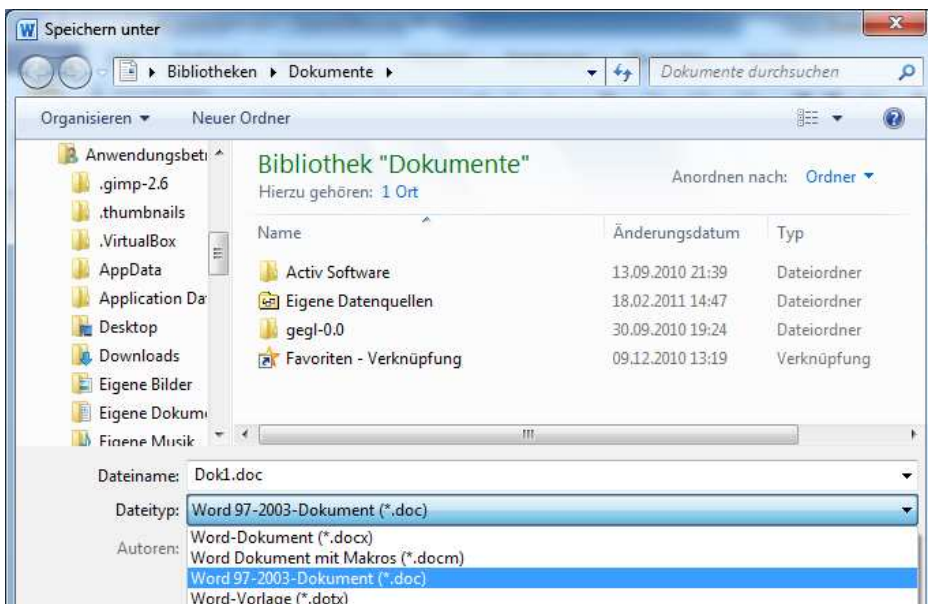 Speichern unter
Bibliotheken Dokumente Dokumente durchsuchen
Organisieren Neuer Ordner
Anwendungsbet
.gimp-2.6
.thumbnails
.VirtualBox
AppData
Application Da
Desktop
Downloads
Eigene Bilder
Eigene Dokum
Eigene Musik
Bibliothek "Dokumente"
Hierzu gehören: 1 Ort
Anordnen nach: Ordner
Name Änderungsdatum Typ
Activ Software 13.09.2010 21:39 Dateiordner
Eigene Datenquellen 18.02.2011 14:47 Dateiordner
gegl-0.0 30.09.2010 19:24 Dateiordner
Favoriten - Verknüpfung 09.12.2010 13:19 Verknüpfung
Dateiname: Dok1.doc
Dateityp: Word 97-2003-Dokument (*.doc)
Autoren:
Word-Dokument (*.docx)
Word Dokument mit Makros (*.docm)
Word 97-2003-Dokument (*.doc)
Word-Vorlage (*.dotx)